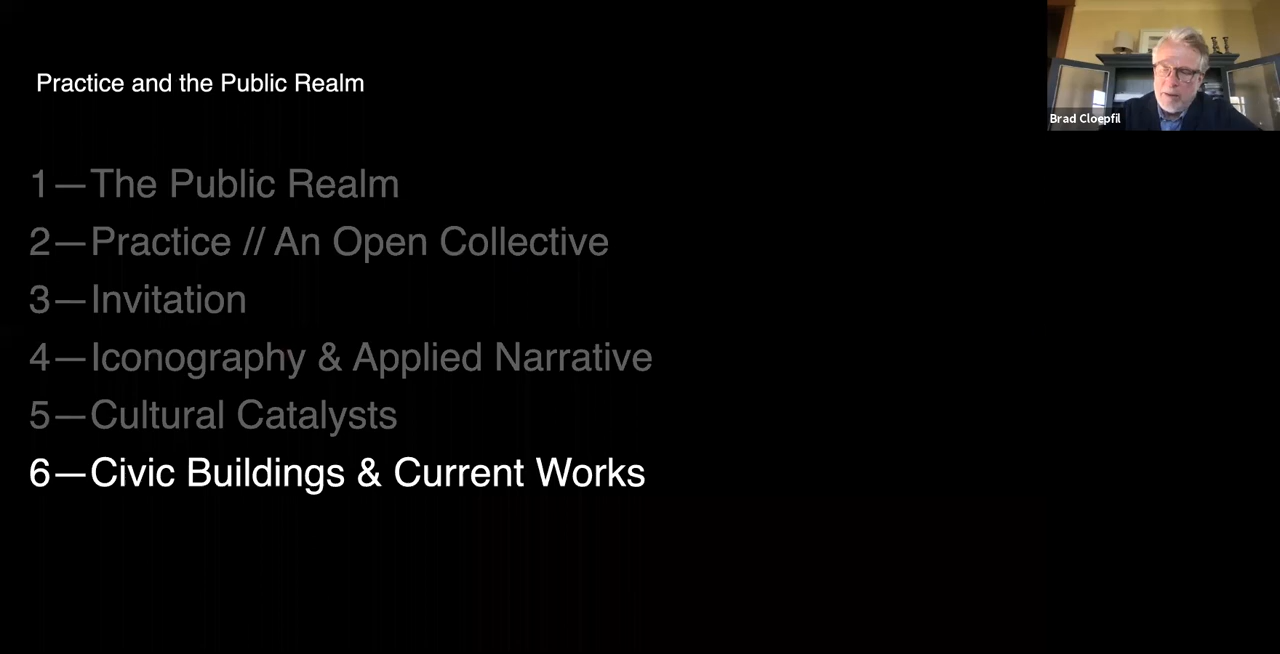 Practice and the Public Realm
Brad Cloepfil
1—The Public Realm
2—Practice // An Open Collective
3—Invitation
4—Iconography & Applied Narrative
5—Cultural Catalysts
6—Civic Buildings & Current Works